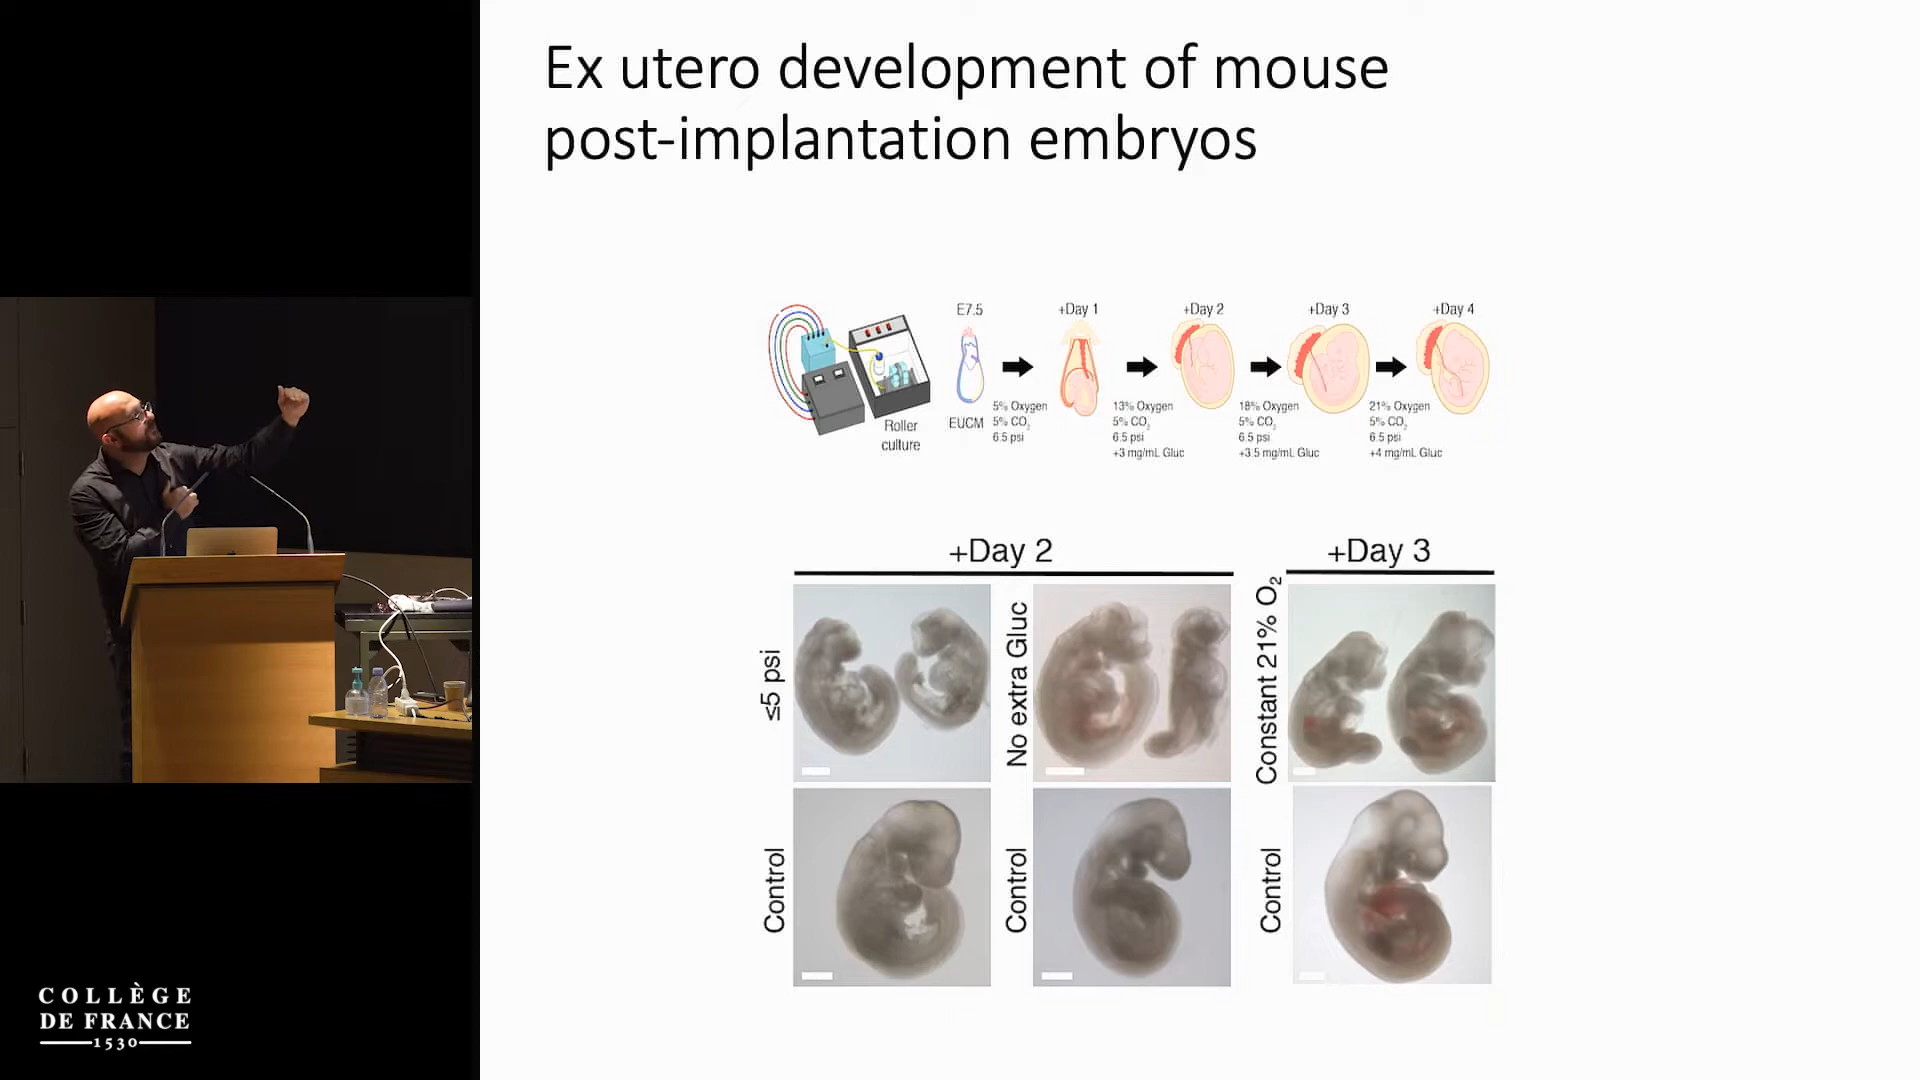 Ex utero development of mouse
post-implantation embryos
E7.5
+Day 1
+Day 2
+Day 3
+Day 4
Roller
culture
EUCM
5% Oxygen
5% CO₂
6.5 psi
13% Oxygen
5% CO₂
6.5 psi
+3 mg/mL Gluc
18% Oxygen
5% CO₂
6.5 psi
+3.5 mg/mL Gluc
21% Oxygen
5% CO₂
6.5 psi
+4 mg/mL Gluc
+Day 2
+Day 3
≤5 psi
No extra Gluc
Constant 21% O₂
Control
Control
Control
COLLÈGE
DE FRANCE
1530